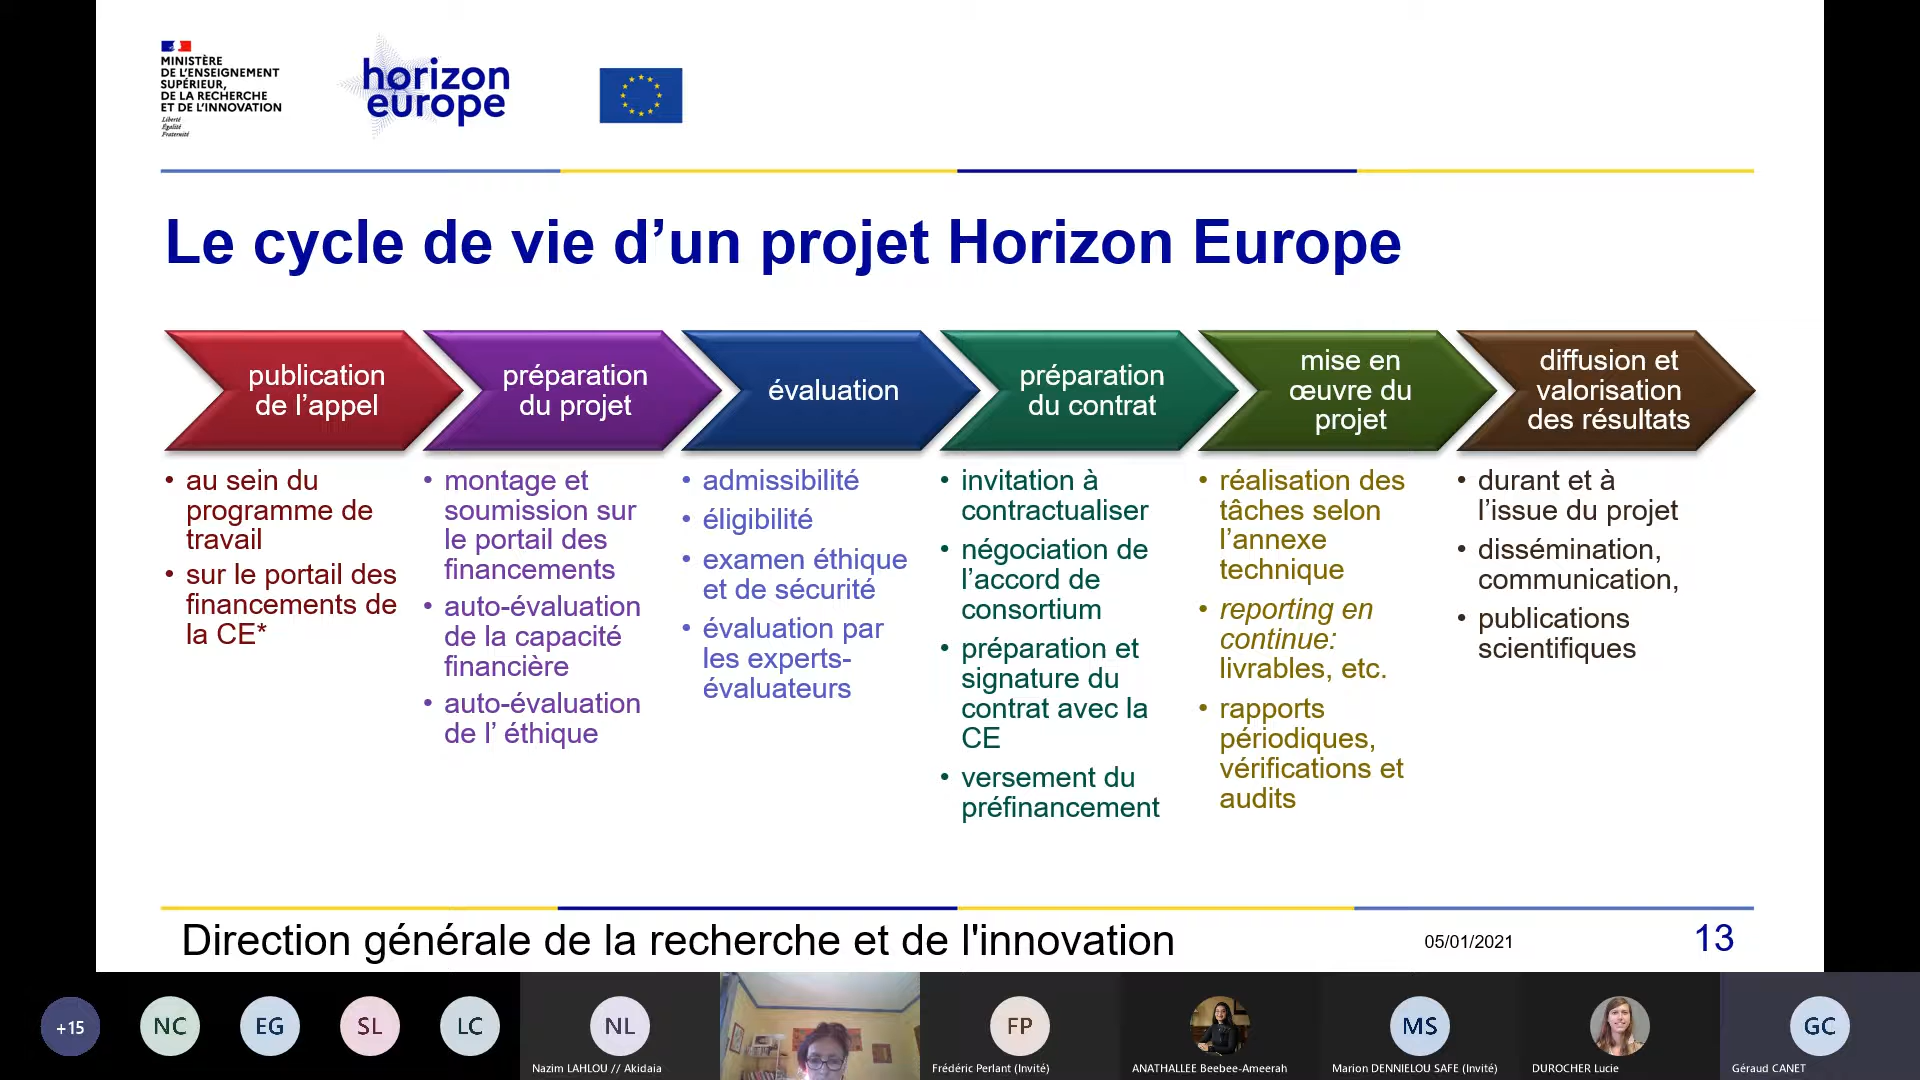 MINISTÈRE
DE L'ENSEIGNEMENT
SUPÉRIEUR,
DE LA RECHERCHE
ET DE L'INNOVATION
Liberté
Égalité
Fraternité
horizon
europe
Le cycle de vie d’un projet Horizon Europe
publication
de l’appel
préparation
du projet
évaluation
préparation
du contrat
mise en
œuvre du
projet
diffusion et
valorisation
des résultats
• au sein du
programme de
travail
• sur le portail des
financements de
la CE*
• montage et
soumission sur
le portail des
financements
• auto-évaluation
de la capacité
financière
• auto-évaluation
de l’ éthique
• admissibilité
• éligibilité
• examen éthique
et de sécurité
• évaluation par
les experts-
évaluateurs
• invitation à
contractualiser
• négociation de
l’accord de
consortium
• préparation et
signature du
contrat avec la
CE
• versement du
préfinancement
• réalisation des
tâches selon
l’annexe
technique
• reporting en
continue:
livrables, etc.
• rapports
périodiques,
vérifications et
audits
• durant et à
l’issue du projet
• dissémination,
communication,
• publications
scientifiques
Direction générale de la recherche et de l'innovation
05/01/2021
13
+15
NC
EG
SL
LC
NL
Nazim LAHLOU // Akidaia
FP
Frédéric Perlant (Invité)
ANATHALLEE Beebee-Ameerah
MS
Marion DENNIELOU SAFE (Invité)
DUROCHER Lucie
GC
Géraud CANET